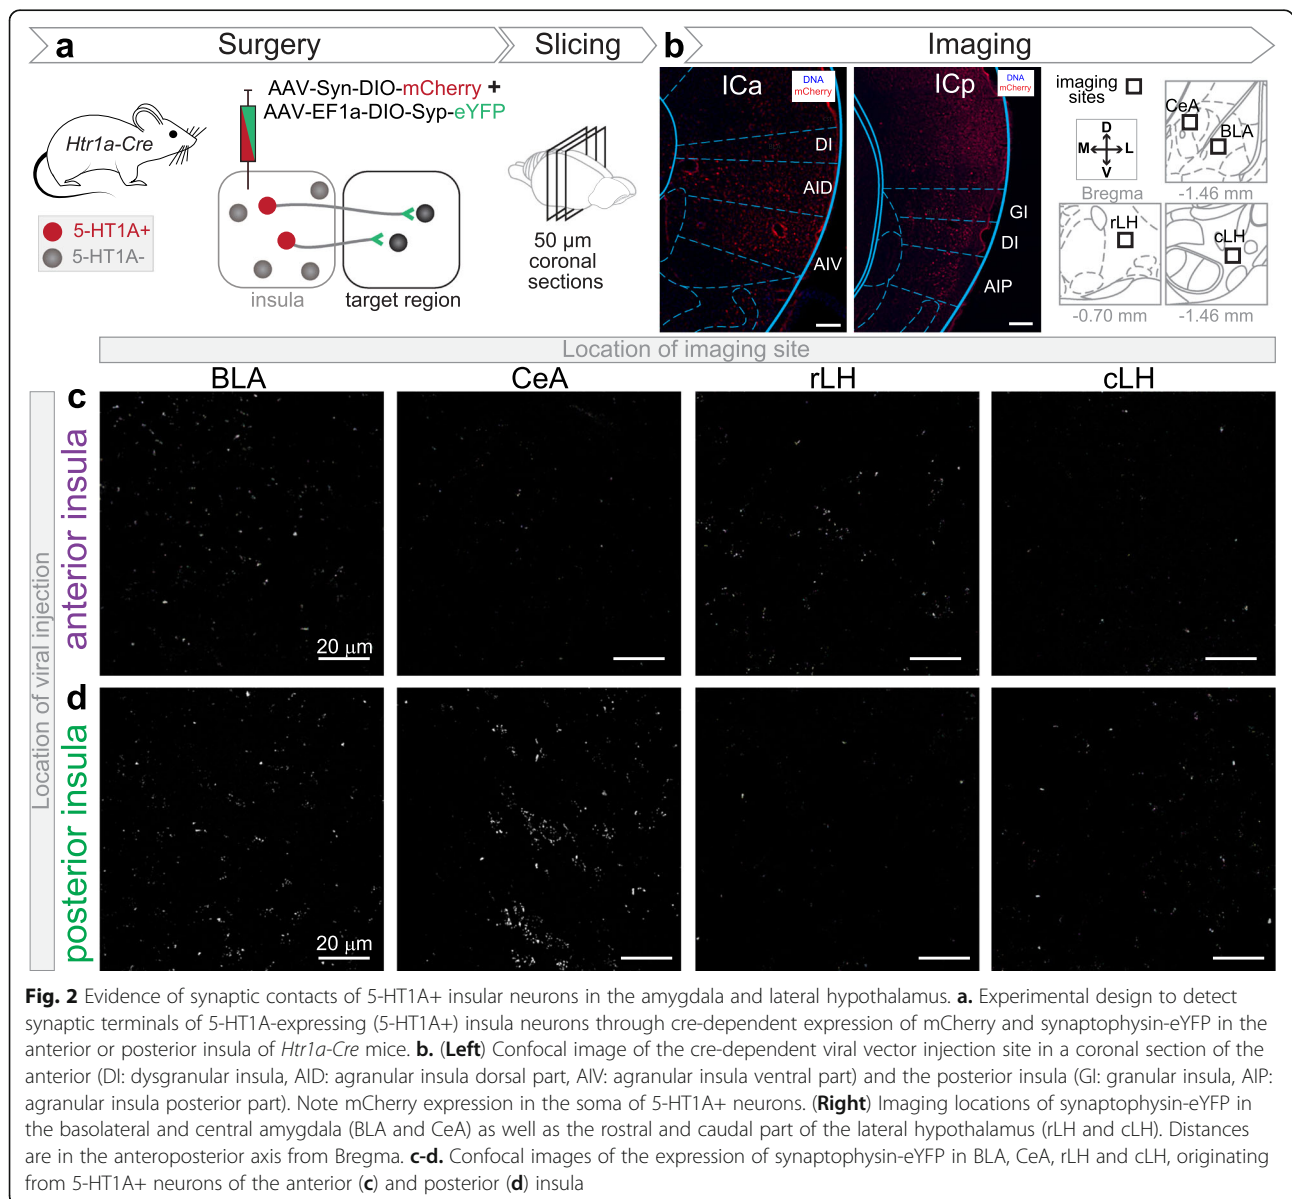 a Surgery Slicing b Imaging
Htr1a-Cre
5-HT1A+
5-HT1A-
AAV-Syn-DIO-mCherry +
AAV-EF1a-DIO-Syp-eYFP
insula target region
50 µm
coronal
sections
ICa
DNA
mCherry
DI
AID
AIV
ICp
DNA
mCherry
GI
DI
AIP
imaging
sites
D
M L
V
Bregma
CeA
BLA
-1.46 mm
rLH
-0.70 mm
cLH
-1.46 mm
Location of imaging site
BLA CeA rLH cLH
Location of viral injection
c
anterior insula
20 µm
d
posterior insula
20 µm
Fig. 2 Evidence of synaptic contacts of 5-HT1A+ insular neurons in the amygdala and lateral hypothalamus. a. Experimental design to detect
synaptic terminals of 5-HT1A-expressing (5-HT1A+) insula neurons through cre-dependent expression of mCherry and synaptophysin-eYFP in the
anterior or posterior insula of Htr1a-Cre mice. b. (Left) Confocal image of the cre-dependent viral vector injection site in a coronal section of the
anterior (DI: dysgranular insula, AID: agranular insula dorsal part, AIV: agranular insula ventral part) and the posterior insula (GI: granular insula, AIP:
agranular insula posterior part). Note mCherry expression in the soma of 5-HT1A+ neurons. (Right) Imaging locations of synaptophysin-eYFP in
the basolateral and central amygdala (BLA and CeA) as well as the rostral and caudal part of the lateral hypothalamus (rLH and cLH). Distances
are in the anteroposterior axis from Bregma. c-d. Confocal images of the expression of synaptophysin-eYFP in BLA, CeA, rLH and cLH, originating
from 5-HT1A+ neurons of the anterior (c) and posterior (d) insula